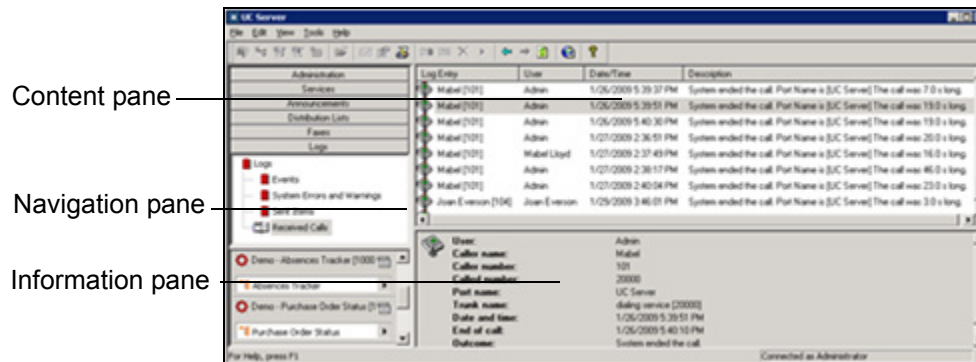 UC Server
File Edit View Tools Help
Administration
Services
Announcements
Distribution Lists
Faxes
Logs
Logs
Events
System Errors and Warnings
Sent Items
Received Calls
Demo - Absences Tracker [1000
Absences Tracker
Demo - Purchase Order Status [1
Purchase Order Status
Log Entry User Date/Time Description
Mabel [101] Admin 1/26/2009 5:39:37 PM System ended the call. Port Name is [UC Server] The call was 7.0 s long.
Mabel [101] Admin 1/26/2009 5:39:51 PM System ended the call. Port Name is [UC Server] The call was 19.0 s long.
Mabel [101] Admin 1/26/2009 5:40:30 PM System ended the call. Port Name is [UC Server] The call was 19.0 s long.
Mabel [101] Admin 1/27/2009 2:36:51 PM System ended the call. Port Name is [UC Server] The call was 20.0 s long.
Mabel [101] Mabel Lloyd 1/27/2009 2:37:49 PM System ended the call. Port Name is [UC Server] The call was 16.0 s long.
Mabel [101] Admin 1/27/2009 2:38:17 PM System ended the call. Port Name is [UC Server] The call was 46.0 s long.
Mabel [101] Admin 1/27/2009 2:40:04 PM System ended the call. Port Name is [UC Server] The call was 23.0 s long.
Joan Everson [104] Joan Everson 1/29/2009 3:46:01 PM System ended the call. Port Name is [UC Server] The call was 3.0 s long.
User: Admin
Caller name: Mabel
Caller number: 101
Called number: 20000
Port name: UC Server
Trunk name: dialing service [20000]
Date and time: 1/26/2009 5:39:51 PM
End of call: 1/26/2009 5:40:10 PM
Outcome: System ended the call.
For Help, press F1 Connected as Administrator
Content pane
Navigation pane
Information pane